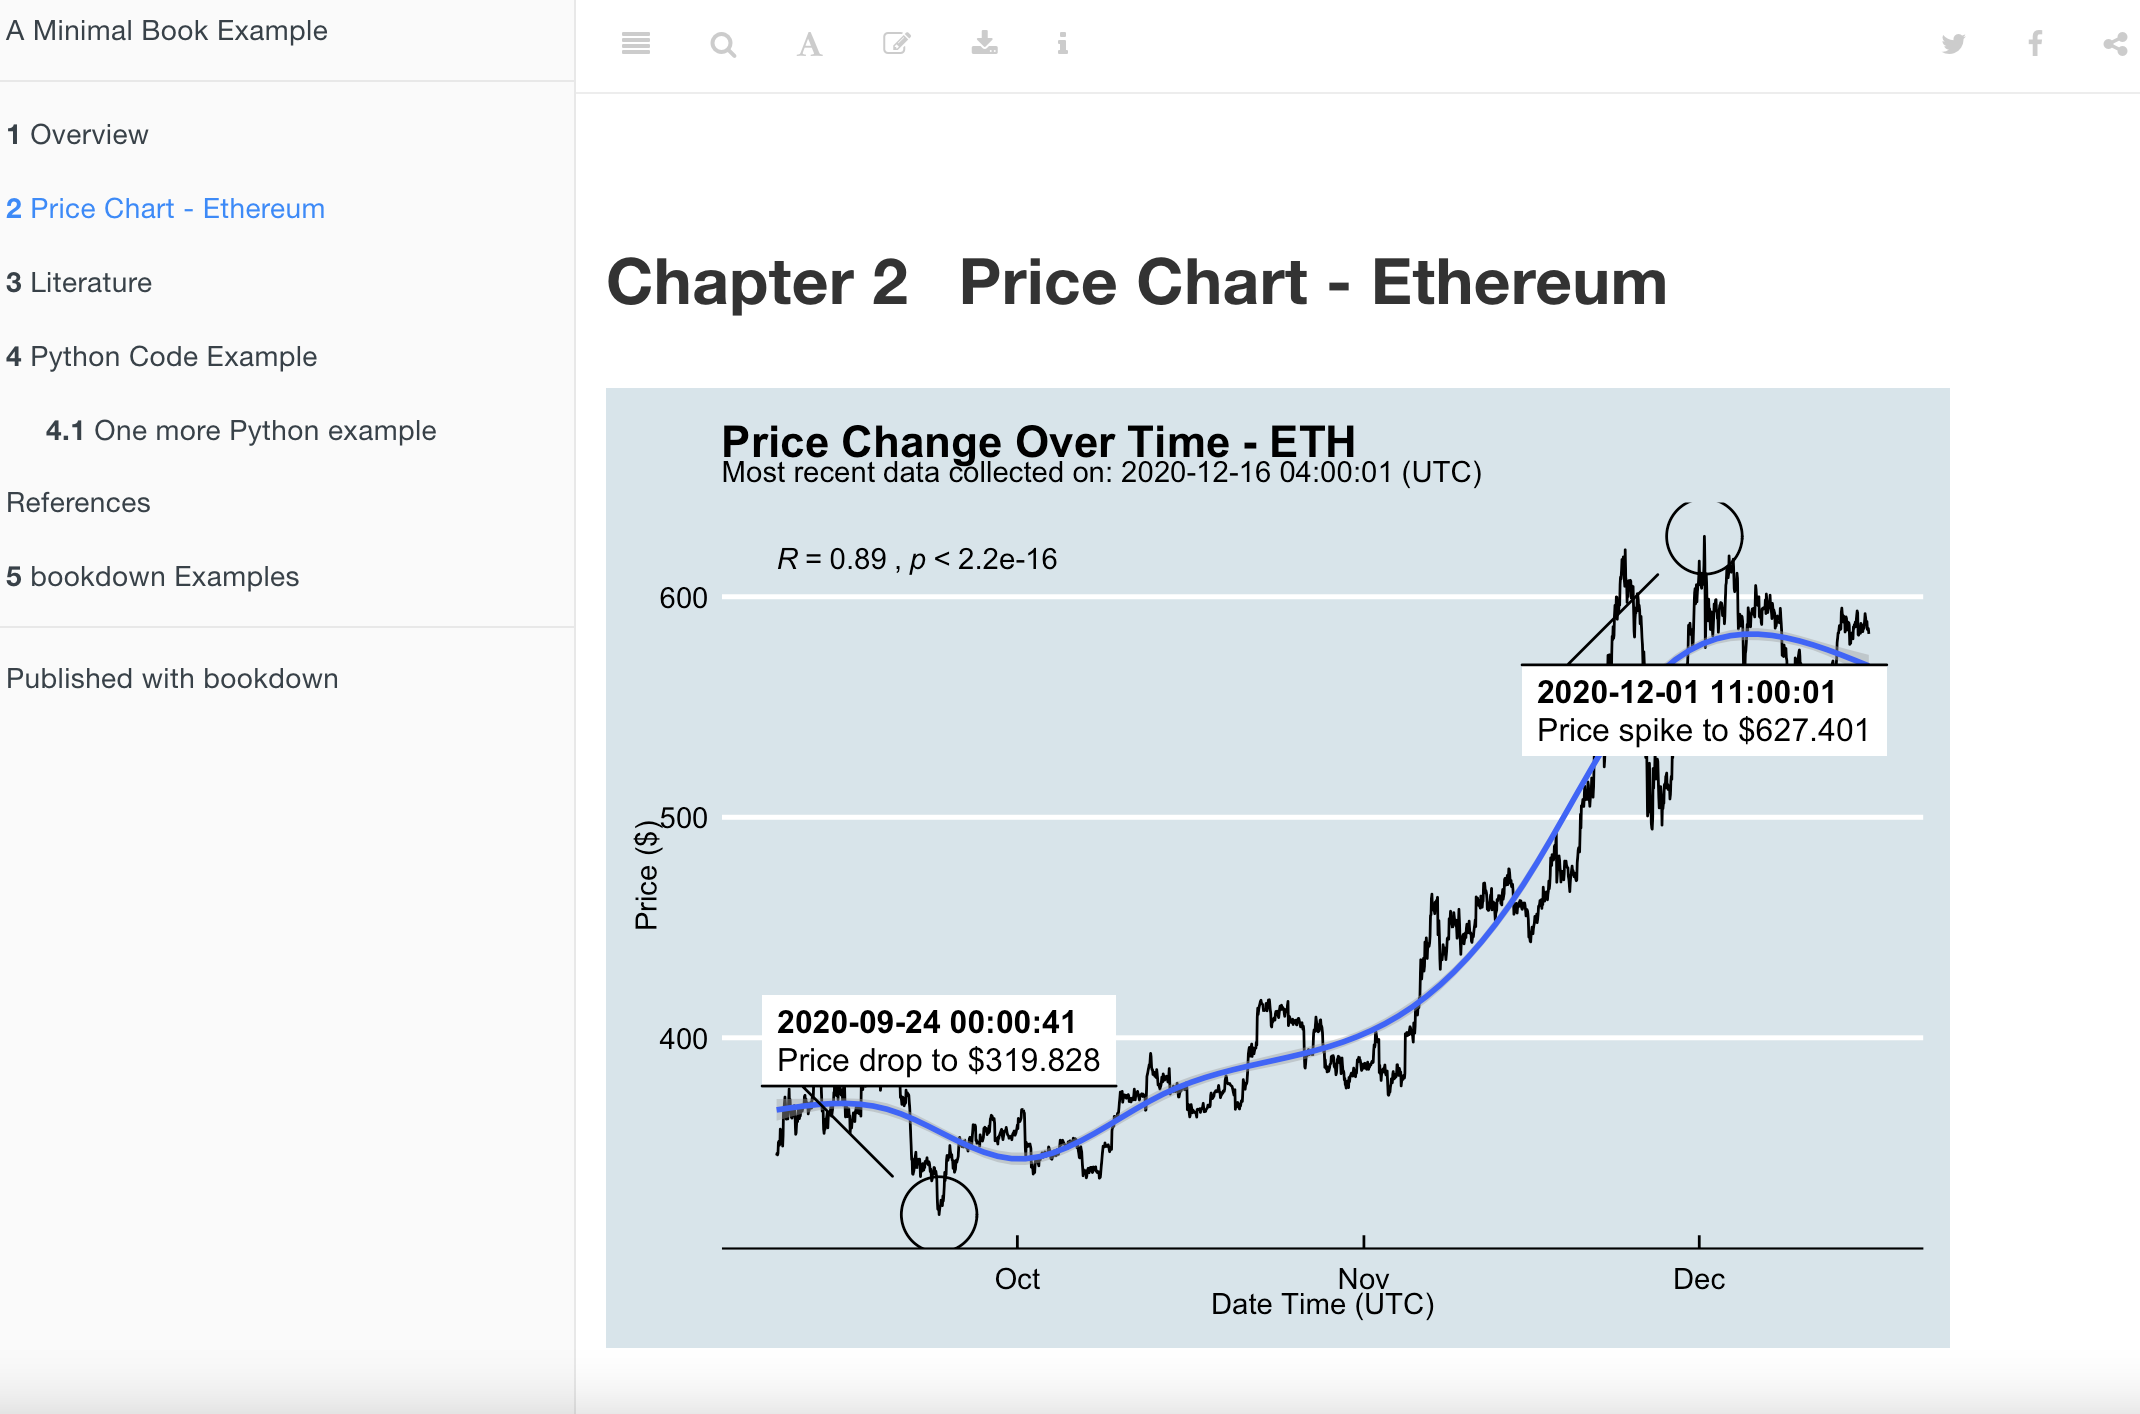 A Minimal Book Example
1 Overview
2 Price Chart - Ethereum
3 Literature
4 Python Code Example
4.1 One more Python example
References
5 bookdown Examples
Published with bookdown
Chapter 2 Price Chart - Ethereum
Price Change Over Time - ETH
Most recent data collected on: 2020-12-16 04:00:01 (UTC)
R = 0.89 , p < 2.2e-16
600
500
400
Price ($)
2020-12-01 11:00:01
Price spike to $627.401
2020-09-24 00:00:41
Price drop to $319.828
Oct
Nov
Dec
Date Time (UTC)